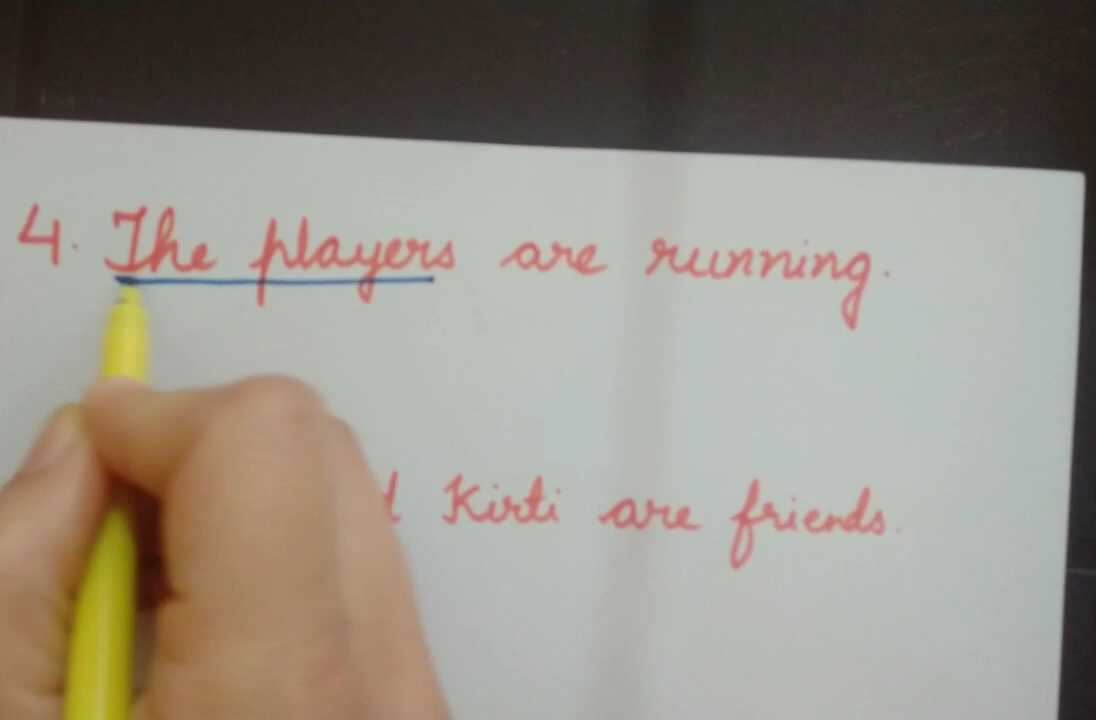 4. The players are running.
Kirti are friends.